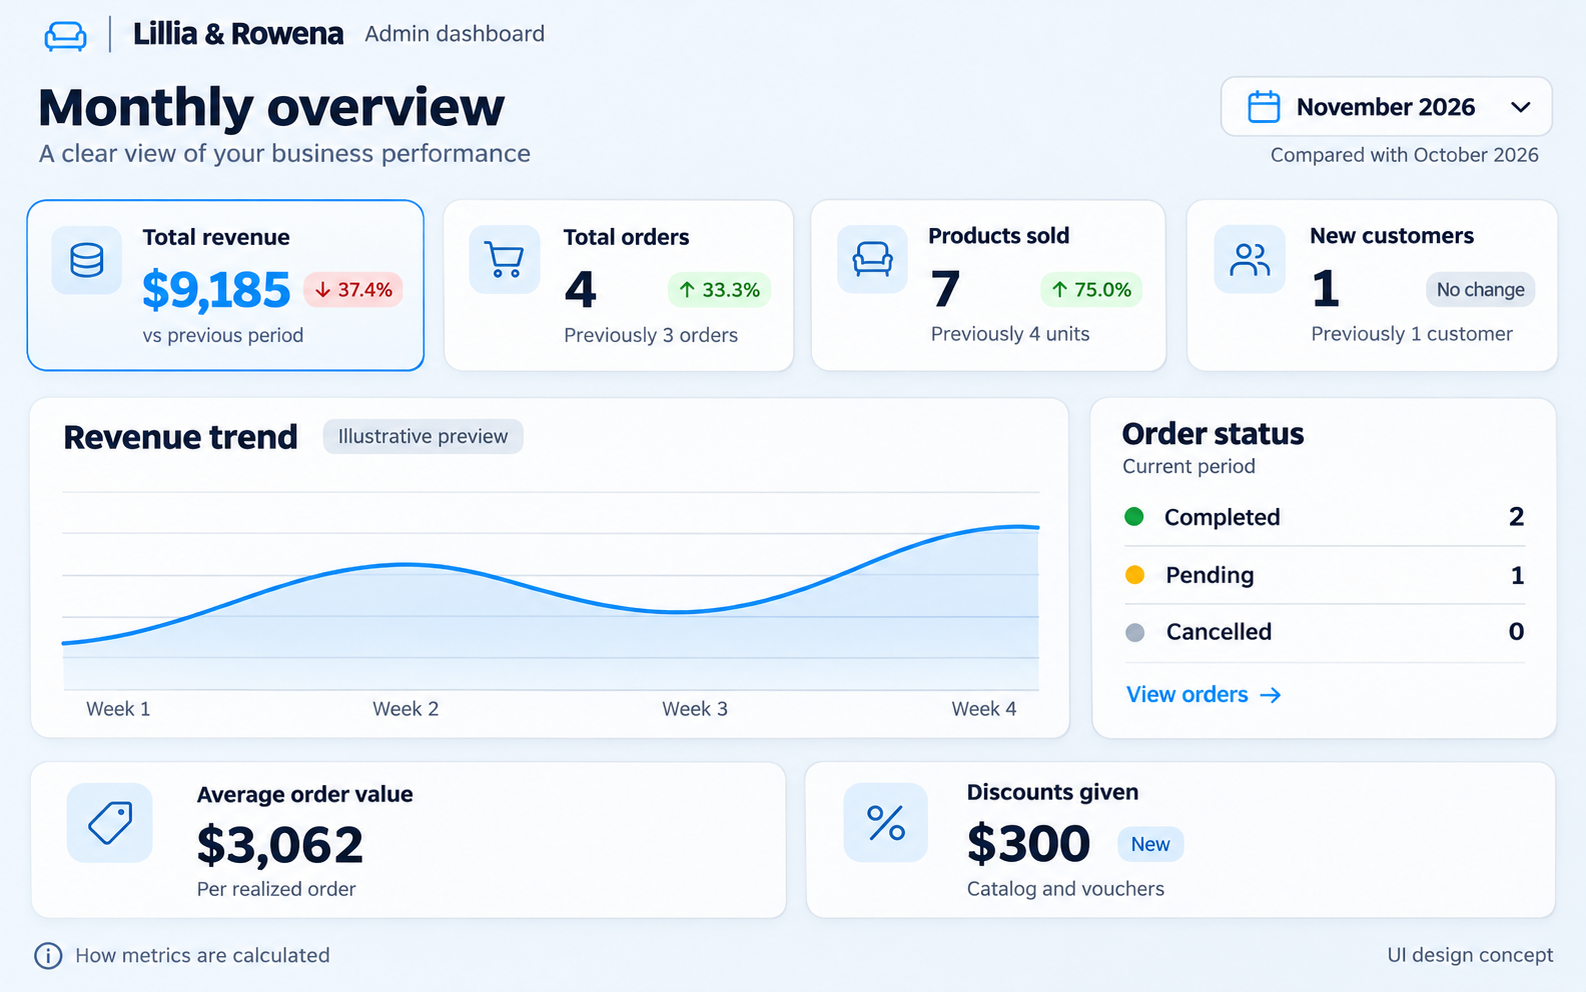 Lillia & Rowena Admin dashboard
Monthly overview
A clear view of your business performance
November 2026
Compared with October 2026
Total revenue
$9,185 ↓ 37.4%
vs previous period
Total orders
4 ↑ 33.3%
Previously 3 orders
Products sold
7 ↑ 75.0%
Previously 4 units
New customers
1 No change
Previously 1 customer
Revenue trend Illustrative preview
Week 1 Week 2 Week 3 Week 4
Order status
Current period
Completed 2
Pending 1
Cancelled 0
View orders →
Average order value
$3,062
Per realized order
Discounts given
$300 New
Catalog and vouchers
How metrics are calculated
UI design concept